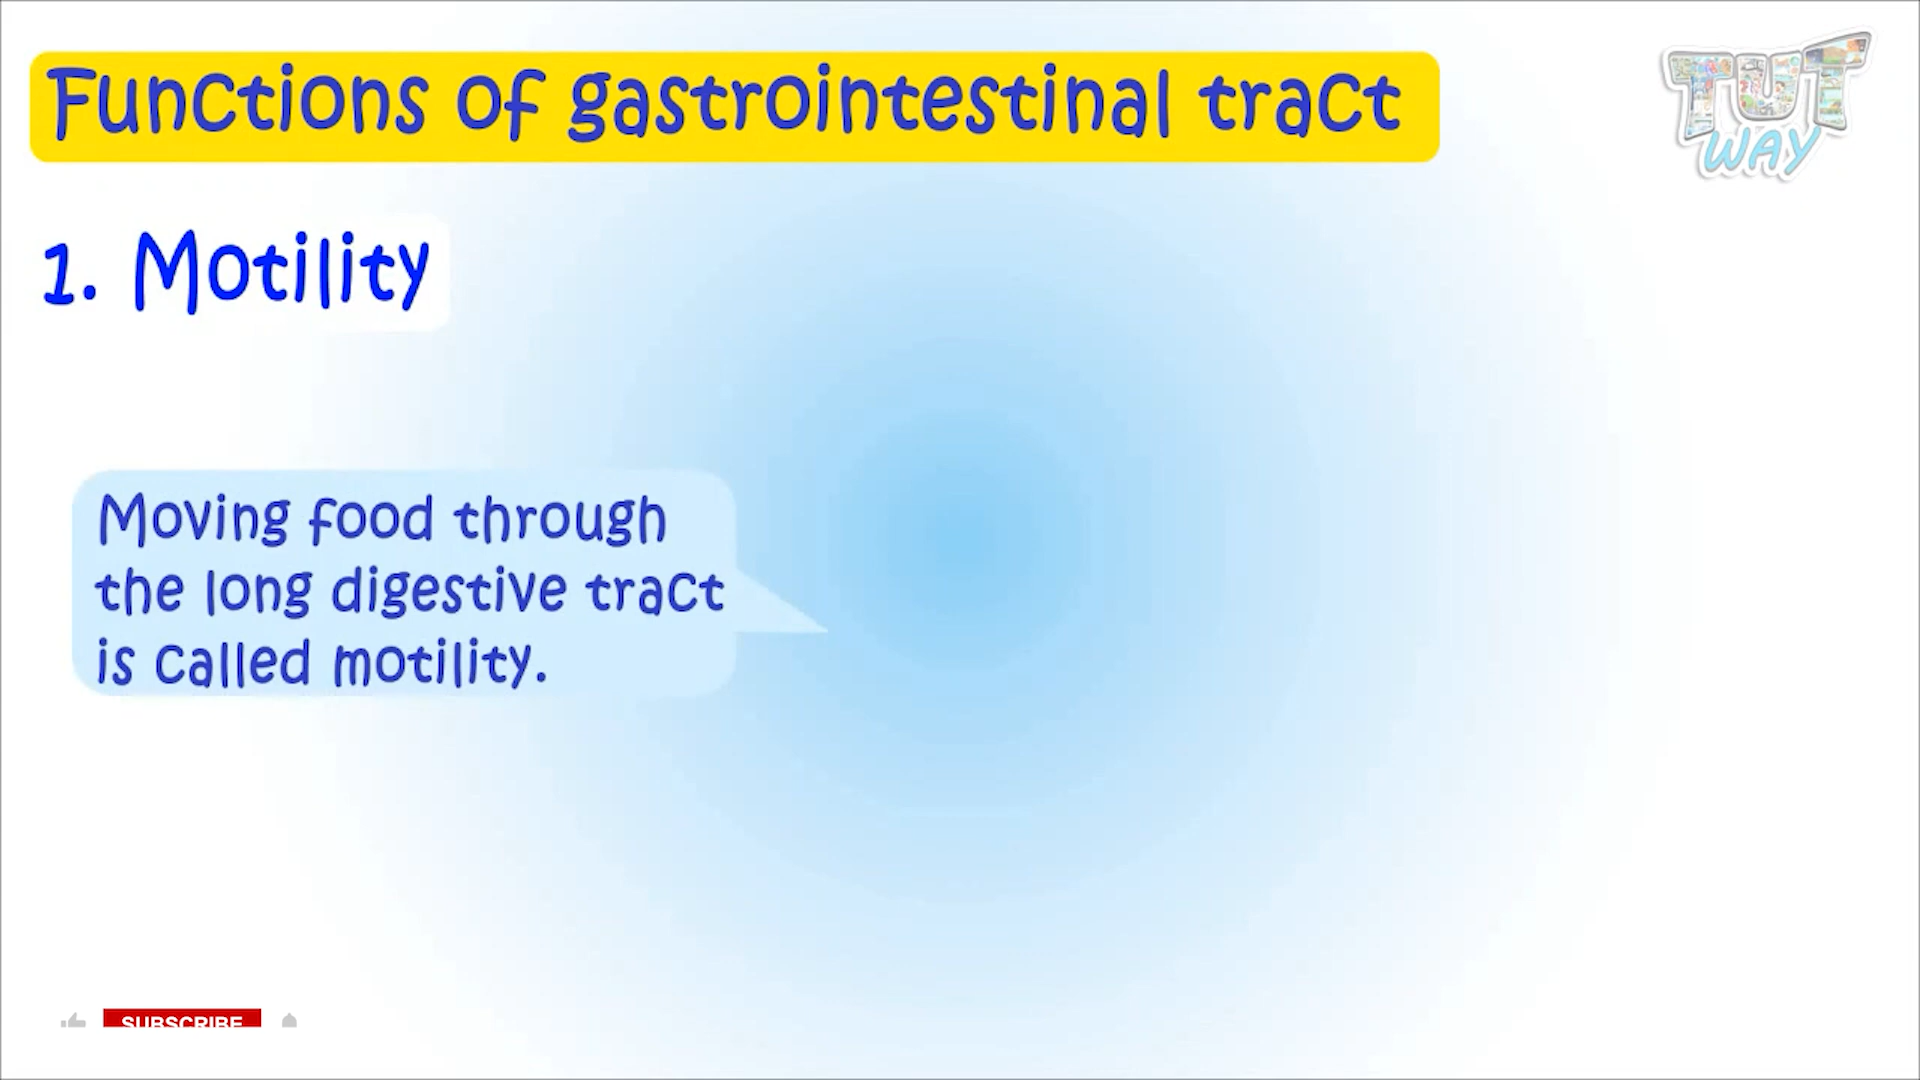 Functions of gastrointestinal tract
TUT
WAY
1. Motility
Moving food through
the long digestive tract
is called motility.
SUBSCRIBE